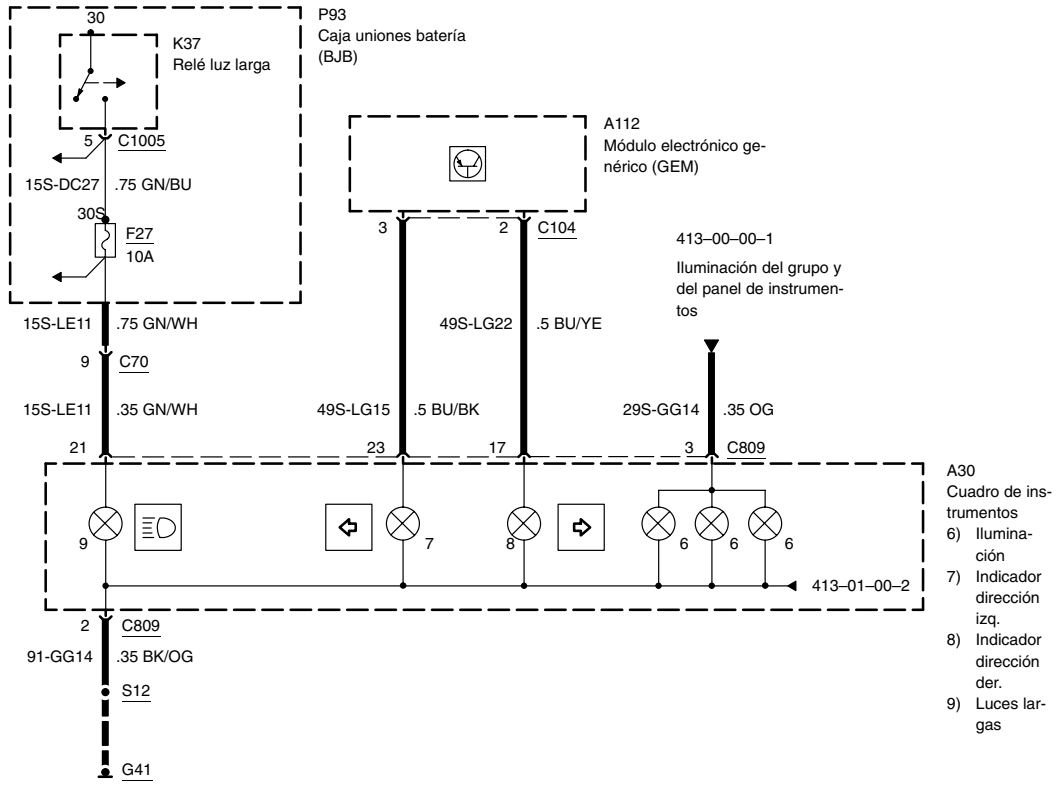 30
P93
Caja uniones batería
(BJB)
K37
Relé luz larga
5 C1005
15S-DC27 .75 GN/BU
30S
F27
10A
A112
Módulo electrónico ge-
nérico (GEM)
3 2 C104
413–00–00–1
Iluminación del grupo y
del panel de instrumen-
tos
15S-LE11 .75 GN/WH
49S-LG22 .5 BU/YE
9 C70
15S-LE11 .35 GN/WH
49S-LG15 .5 BU/BK
29S-GG14 .35 OG
21 23 17 3 C809
A30
Cuadro de ins-
trumentos
6) Ilumina-
ción
7) Indicador
dirección
izq.
8) Indicador
dirección
der.
9) Luces lar-
gas
9 7 8 6 6 6
413–01–00–2
2 C809
91-GG14 .35 BK/OG
S12
G41